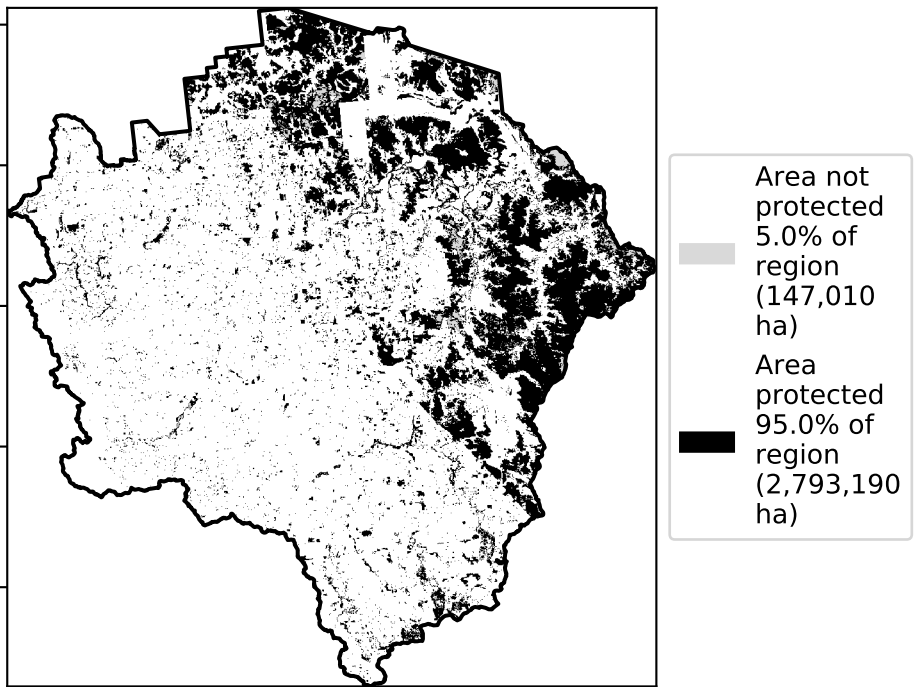 Area not
protected
5.0% of
region
(147,010
ha)
Area
protected
95.0% of
region
(2,793,190
ha)